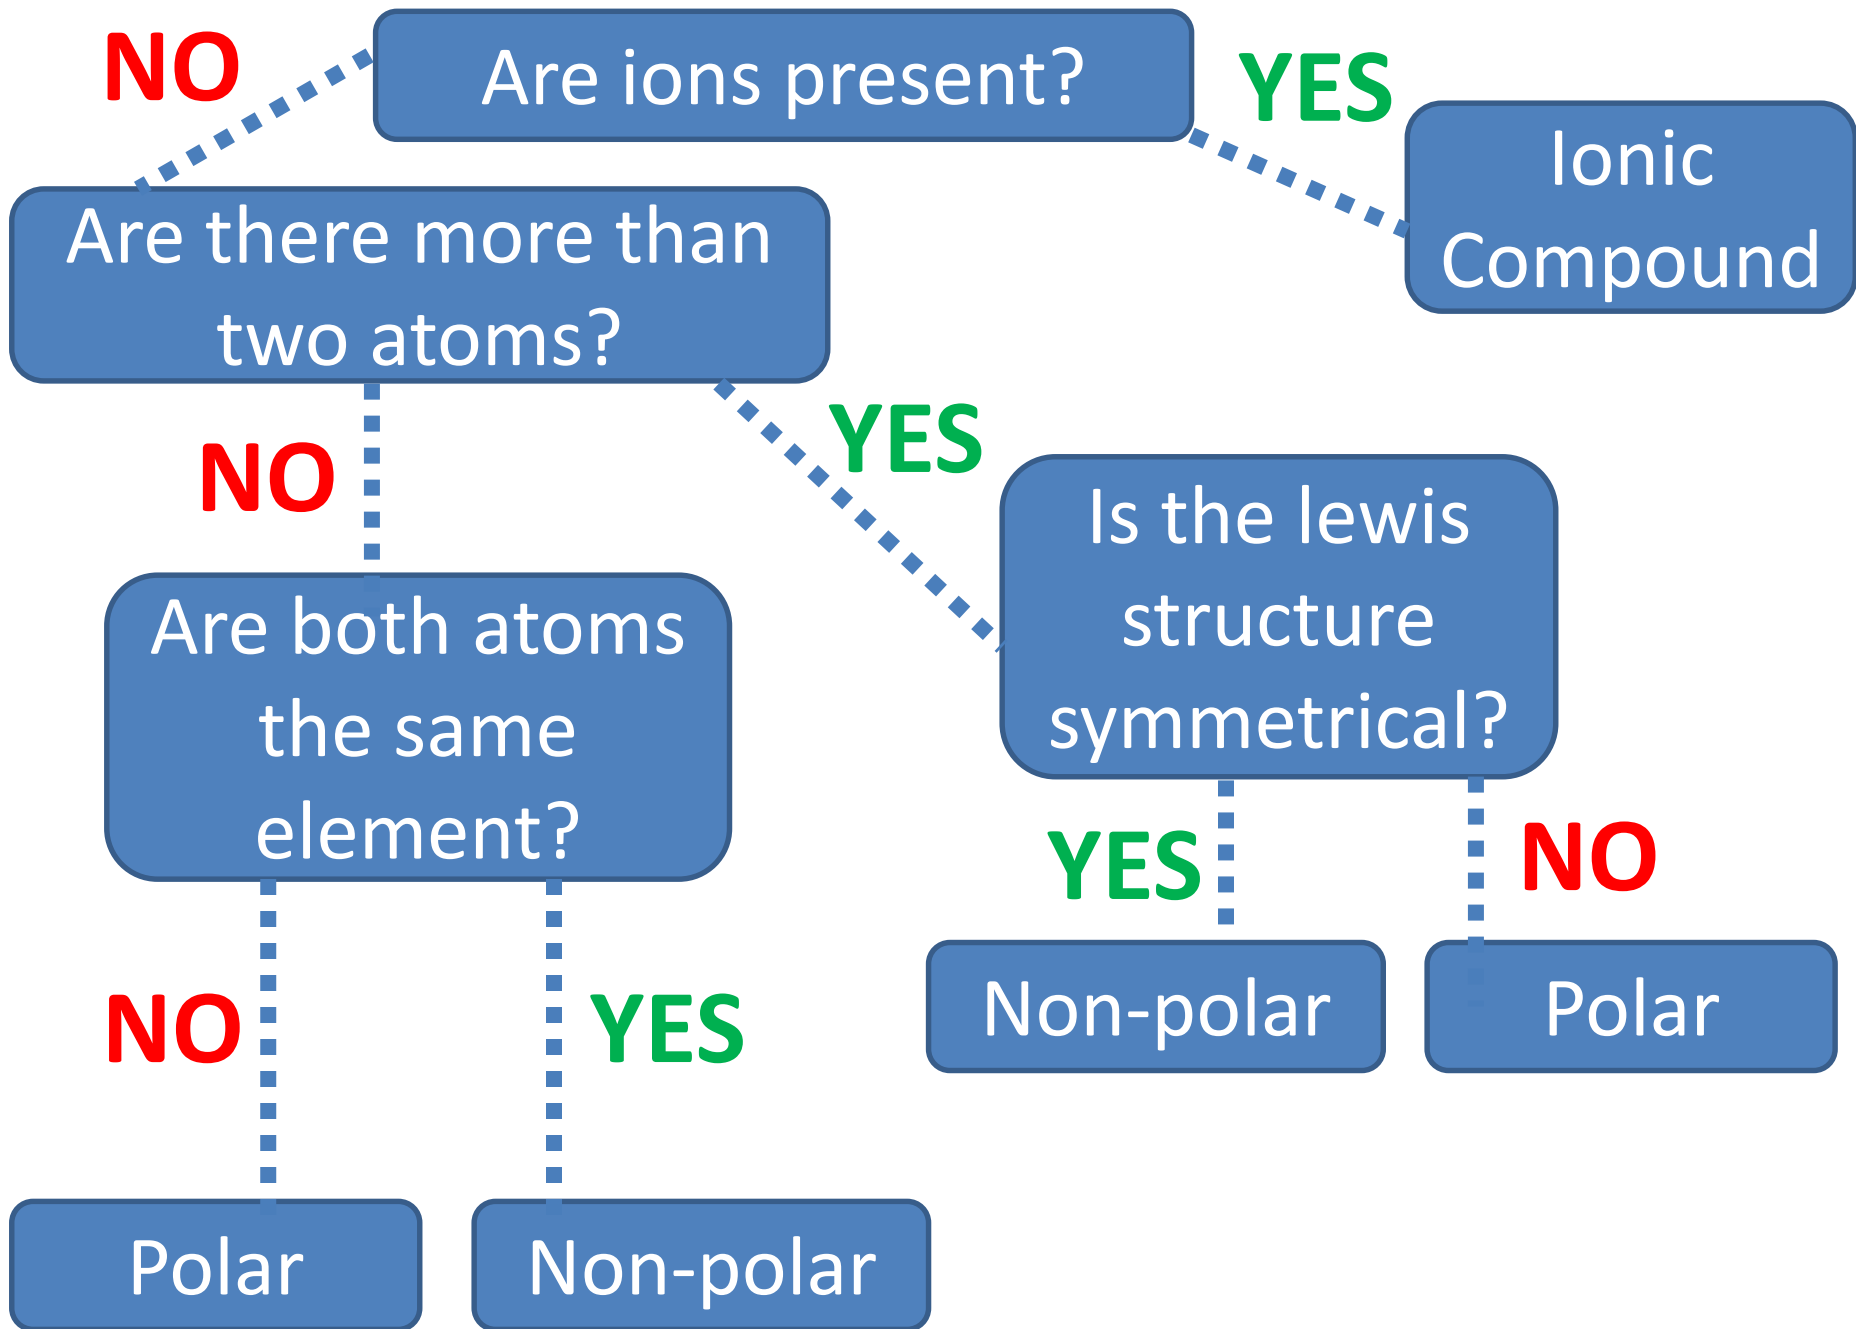 NO
Are ions present?
YES
Ionic
Compound
Are there more than
two atoms?
NO
YES
Is the lewis
structure
symmetrical?
Are both atoms
the same
element?
YES
NO
Non-polar
Polar
NO
YES
Polar
Non-polar